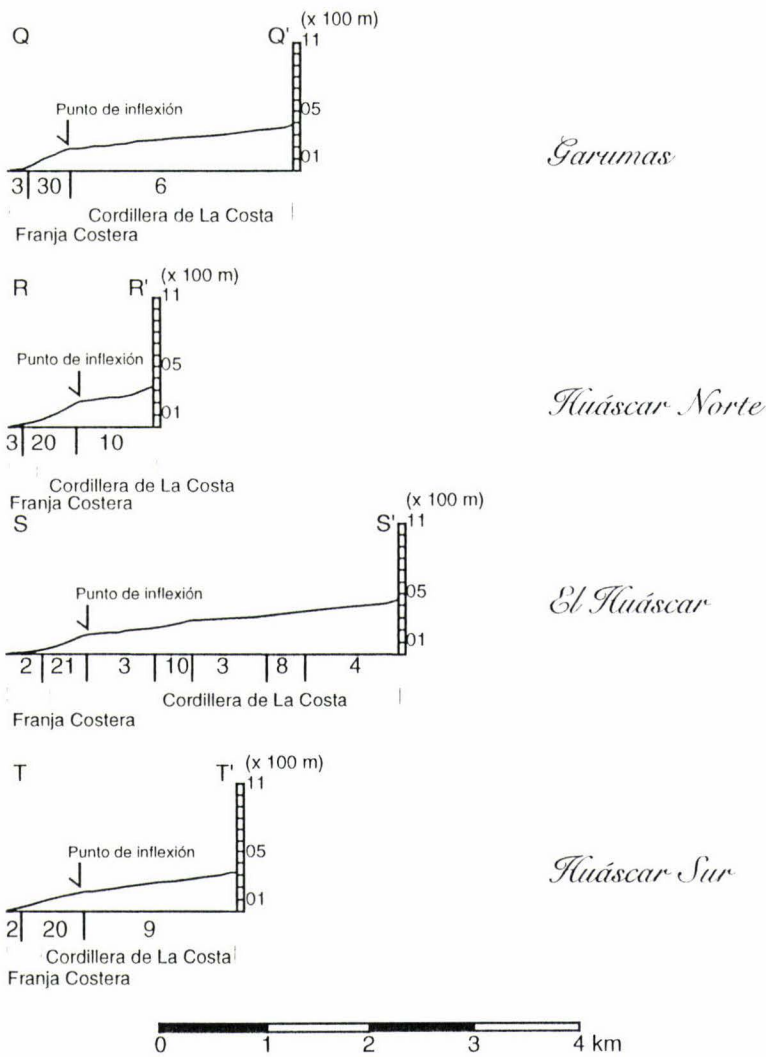 Q Q' (x 100 m)
11
Punto de inflexión
05
01
Garumas
3 30 6
Cordillera de La Costa
Franja Costera
R R' (x 100 m)
11
Punto de inflexión
05
01
Huáscar Norte
3 20 10
Cordillera de La Costa
Franja Costera
(x 100 m)
S S' 11
Punto de inflexión
05
01
El Huáscar
2 21 3 10 3 8 4
Cordillera de La Costa
Franja Costera
T T' (x 100 m)
11
Punto de inflexión
05
01
Huáscar Sur
2 20 9
Cordillera de La Costa
Franja Costera
0 1 2 3 4 km